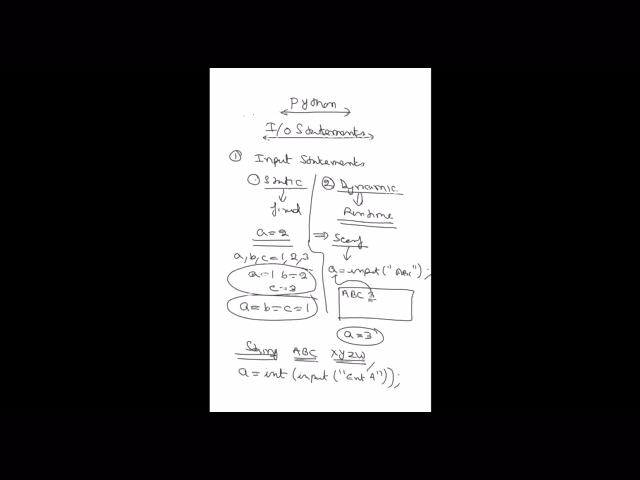 Python
I/O Statements
① Input Statements
① Static
fixed
a = 2
a, b, c = 1, 2, 3
a = 1 b = 2
c = 3
a = b = c = 1
② Dynamic
Runtime
⇒ Scanf
a = input("ABC");
ABC 3
a = 3
String ABC XYZW
a = int (input ("Ent A"));